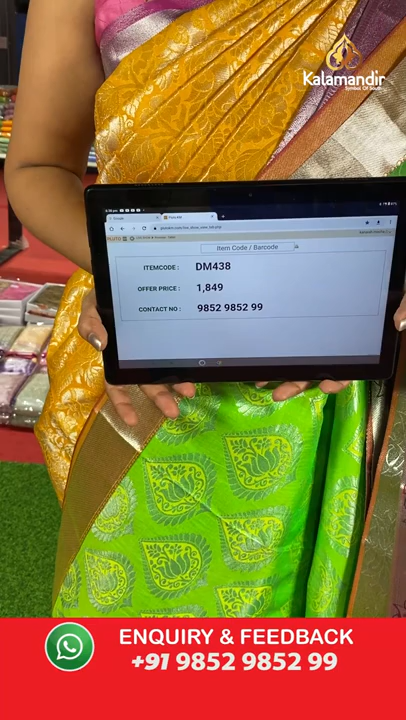 Kalamandir
Symbol Of South
Item Code / Barcode
ITEMCODE : DM438
OFFER PRICE : 1,849
CONTACT NO : 9852 9852 99
ENQUIRY & FEEDBACK
+91 9852 9852 99